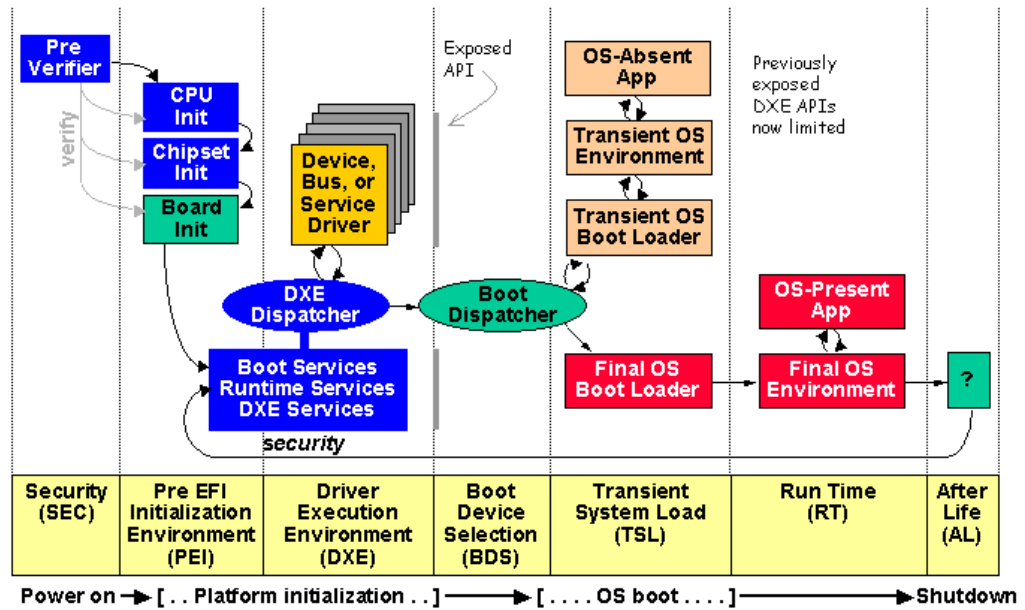 Pre
Verifier
verify
CPU
Init
Chipset
Init
Board
Init
Device,
Bus, or
Service
Driver
Exposed
API
OS-Absent
App
Transient OS
Environment
Transient OS
Boot Loader
Previously
exposed
DXE APIs
now limited
DXE
Dispatcher
Boot
Dispatcher
OS-Present
App
Boot Services
Runtime Services
DXE Services
Final OS
Boot Loader
Final OS
Environment
?
security
Security
(SEC)
Pre EFI
Initialization
Environment
(PEI)
Driver
Execution
Environment
(DXE)
Boot
Device
Selection
(BDS)
Transient
System Load
(TSL)
Run Time
(RT)
After
Life
(AL)
Power on [ . . Platform initialization . . ] [ . . . . OS boot . . . . ] Shutdown